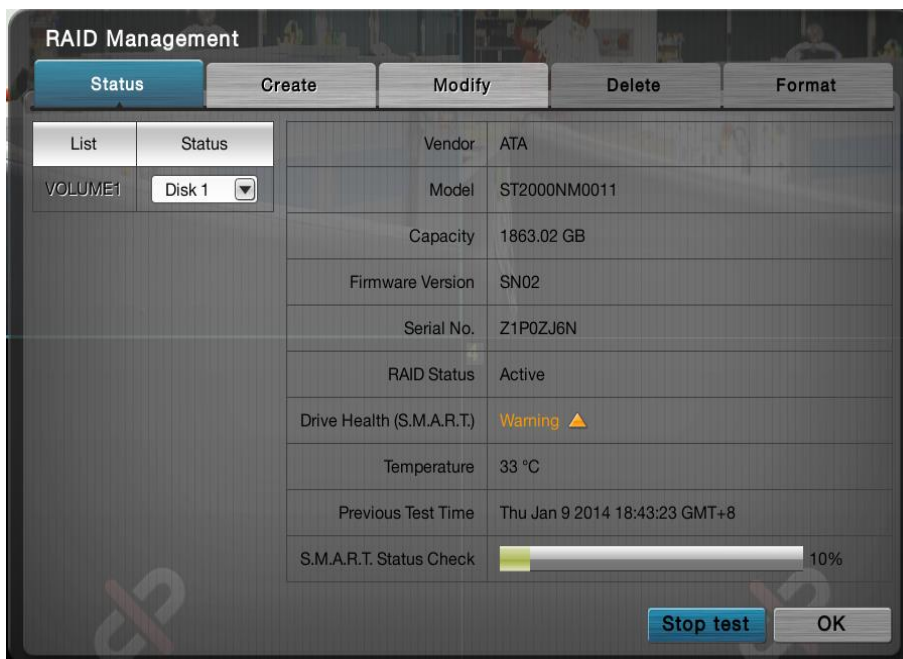 RAID Management
Status Create Modify Delete Format
List Status
VOLUME1 Disk 1
Vendor ATA
Model ST2000NM0011
Capacity 1863.02 GB
Firmware Version SN02
Serial No. Z1P0ZJ6N
RAID Status Active
Drive Health (S.M.A.R.T.) Warning
Temperature 33 °C
Previous Test Time Thu Jan 9 2014 18:43:23 GMT+8
S.M.A.R.T. Status Check 10%
Stop test OK